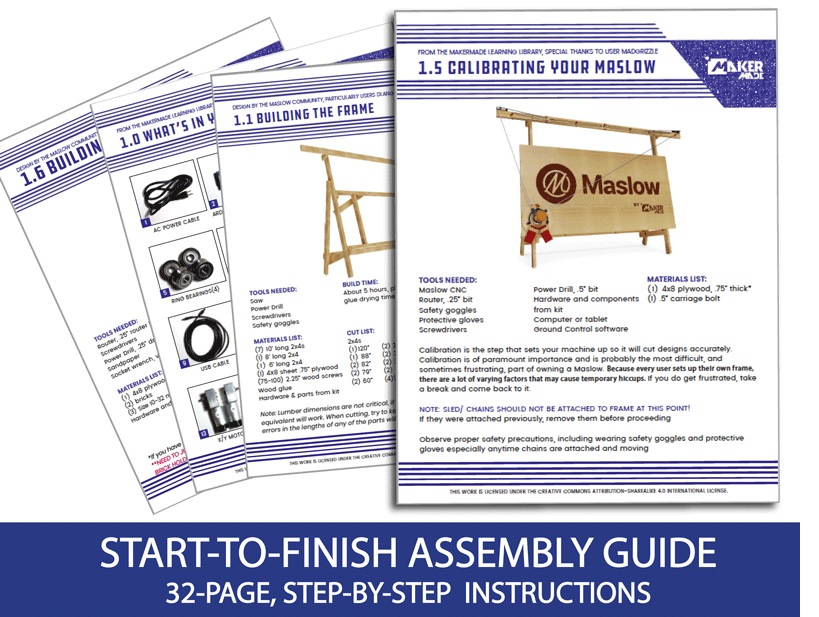 FROM THE MAKERMADE LEARNING LIBRARY, SPECIAL THANKS TO USER MADGRIZZLE
1.5 CALIBRATING YOUR MASLOW
MAKER
MADE
Maslow
BY MAKER MADE
TOOLS NEEDED:
Maslow CNC
Router, .25" bit
Safety goggles
Protective gloves
Screwdrivers
Power Drill, .5" bit
Hardware and components
from kit
Computer or tablet
Ground Control software
MATERIALS LIST:
(1) 4x8 plywood, .75" thick*
(1) .5" carriage bolt
Calibration is the step that sets your machine up so it will cut designs accurately.
Calibration is of paramount importance and is probably the most difficult, and
sometimes frustrating, part of owning a Maslow. Because every user sets up their own frame,
there are a lot of varying factors that may cause temporary hiccups. If you do get frustrated, take
a break and come back to it.
NOTE: SLED/ CHAINS SHOULD NOT BE ATTACHED TO FRAME AT THIS POINT!
If they were attached previously, remove them before proceeding
Observe proper safety precautions, including wearing safety goggles and protective
gloves especially anytime chains are attached and moving
THIS WORK IS LICENSED UNDER THE CREATIVE COMMONS ATTRIBUTION-SHAREALIKE 4.0 INTERNATIONAL LICENSE.
DESIGN BY THE MASLOW COMMUNITY, PARTICULARLY USERS
1.1 BUILDING THE FRAME
TOOLS NEEDED:
Saw
Power Drill
Screwdrivers
Safety goggles
BUILD TIME:
About 5 hours, p
glue drying time
MATERIALS LIST:
(7) 10' long 2x4s
(1) 8' long 2x4
(1) 6' long 2x4
(1) 4x8 sheet .75" plywood
(75-100) 2.25" wood screws
Wood glue
Hardware & parts from kit
CUT LIST:
2x4s
(1) 120"
(1) 88"
(2) 82"
(2) 79"
(2) 60"
Note: Lumber dimensions are not critical, if
equivalent will work. When cutting, try to ke
errors in the lengths of any of the parts wil
THIS WORK IS LICENSED UNDER THE CREATIVE COMM
FROM THE MAKERMADE LEARNING LIBRARY
1.0 WHAT'S IN Y
1
AC POWER CABLE
2
5
RING BEARINGS(4)
9
USB CABLE
13
X/Y MOTO
DESIGN BY THE MASLOW COMMUNIT
1.6 BUILDIN
TOOLS NEEDED:
Router, .25" router
Screwdrivers
Power Drill, .25" dr
Sandpaper
Socket wrench,
MATERIALS LIST:
(1) 4x8 plywoo
(2) bricks
(3) Size 10-32 n
Hardware and
*If you have
**NEED TO
BRICK HOL
START-TO-FINISH ASSEMBLY GUIDE
32-PAGE, STEP-BY-STEP INSTRUCTIONS